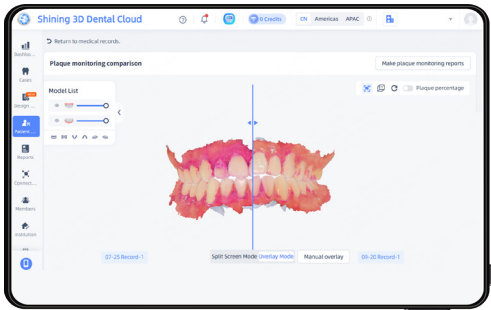 Shining 3D Dental Cloud
0 Credits
CN Americas APAC
Return to medical records.
Plaque monitoring comparison
Make plaque monitoring reports
Model List
Plaque percentage
Dashbo...
Cases
Design ...
Patient ...
Reports
Connect...
Members
Institution
07-25 Record-1
Split Screen Mode Overlay Mode
Manual overlay
09-20 Record-1